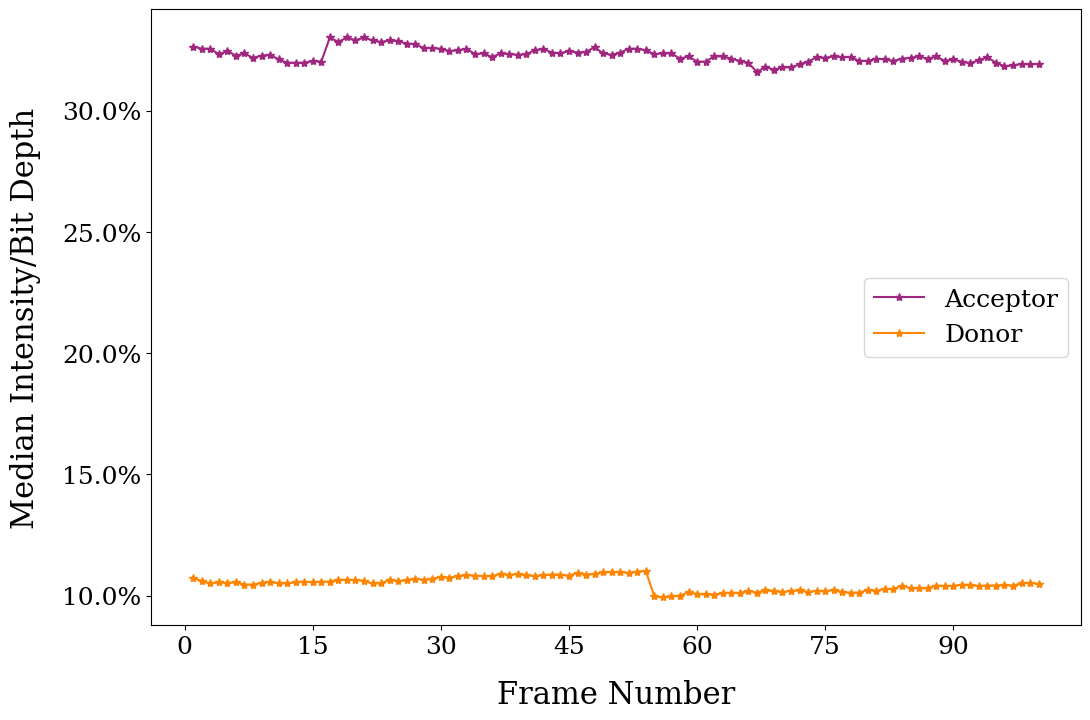 Median Intensity/Bit Depth
30.0%
25.0%
20.0%
15.0%
10.0%
Acceptor
Donor
0 15 30 45 60 75 90
Frame Number